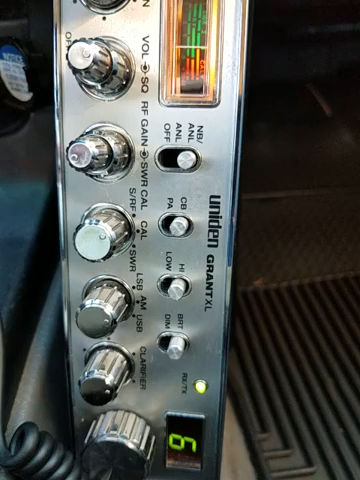 NB/
ANL
ANL
OFF
uniden GRANT XL
CB
PA
HI
LOW
BRT
DIM
RX/TX
OFF
VOL SQ
RF GAIN SWR CAL
S/RF
CAL
SWR
LSB
AM
USB
CLARIFIER